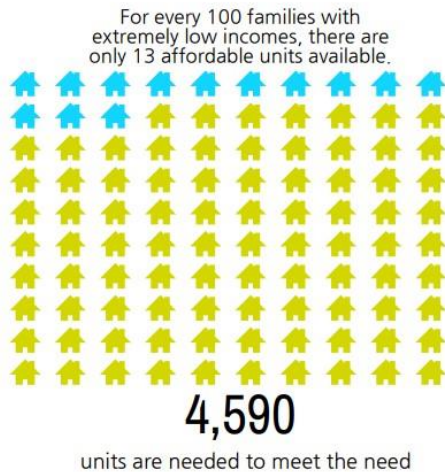 For every 100 families with
extremely low incomes, there are
only 13 affordable units available.
4,590
units are needed to meet the need